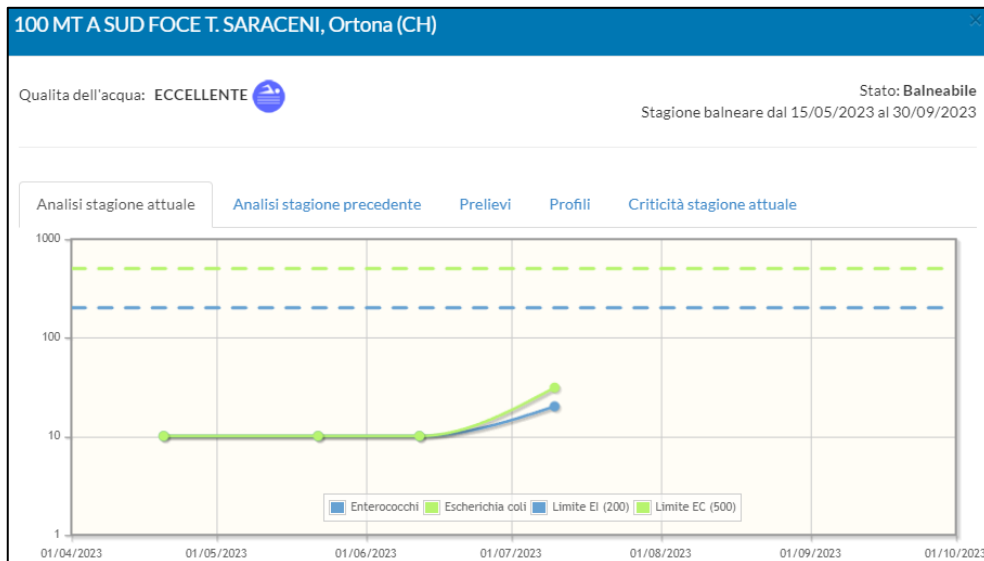 100 MT A SUD FOCE T. SARACENI, Ortona (CH)
×
Qualita dell'acqua: ECCELLENTE
Stato: Balneabile
Stagione balneare dal 15/05/2023 al 30/09/2023
Analisi stagione attuale Analisi stagione precedente Prelievi Profili Criticità stagione attuale
1000
100
10
1
Enterococchi Escherichia coli Limite EI (200) Limite EC (500)
01/04/2023 01/05/2023 01/06/2023 01/07/2023 01/08/2023 01/09/2023 01/10/2023